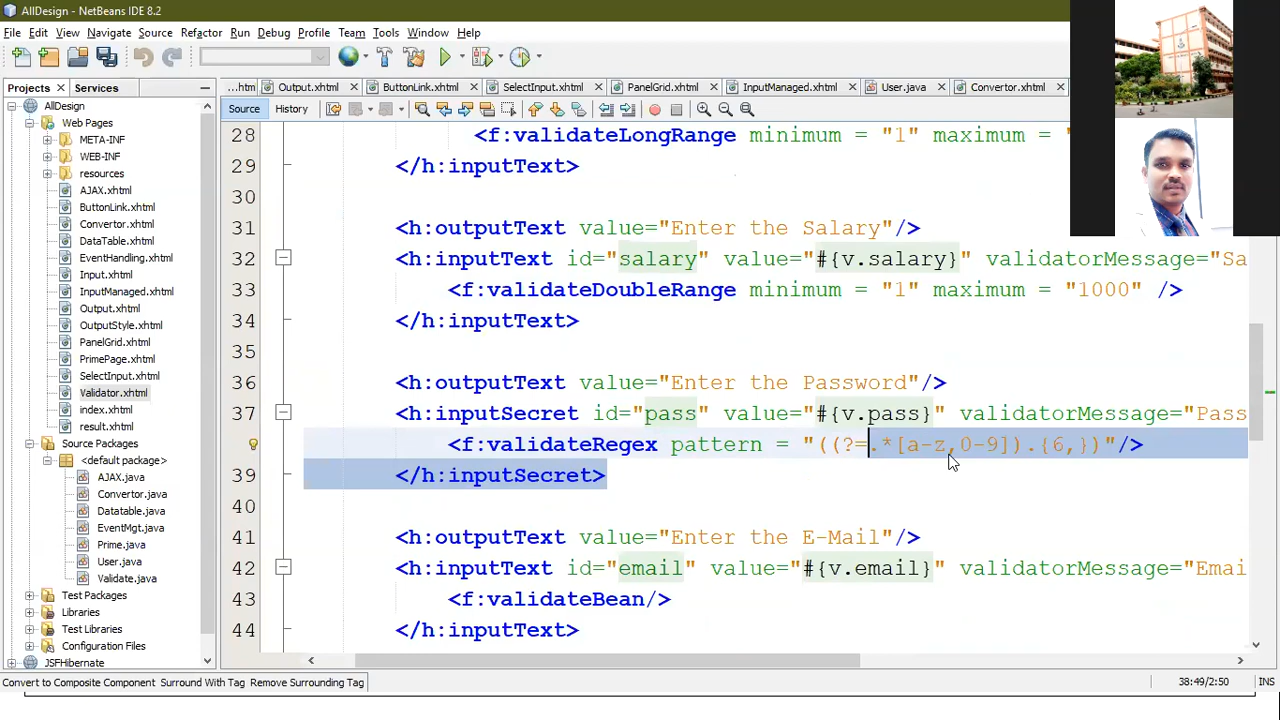 AllDesign - NetBeans IDE 8.2
File Edit View Navigate Source Refactor Run Debug Profile Team Tools Window Help
Projects Services
...htm Output.xhtml ButtonLink.xhtml SelectInput.xhtml PanelGrid.xhtml InputManaged.xhtml User.java Convertor.xhtml
Source History
AllDesign
Web Pages
META-INF
WEB-INF
resources
AJAX.xhtml
ButtonLink.xhtml
Convertor.xhtml
DataTable.xhtml
EventHandling.xhtml
Input.xhtml
InputManaged.xhtml
Output.xhtml
OutputStyle.xhtml
PanelGrid.xhtml
PrimePage.xhtml
SelectInput.xhtml
Validator.xhtml
index.xhtml
result.xhtml
Source Packages
<default package>
AJAX.java
Convertor.java
Datatable.java
EventMgt.java
Prime.java
User.java
Validate.java
Test Packages
Libraries
Test Libraries
Configuration Files
JSFHibernate
28 <f:validateLongRange minimum = "1" maximum = "
29 </h:inputText>
30
31 <h:outputText value="Enter the Salary"/>
32 <h:inputText id="salary" value="#{v.salary}" validatorMessage="Sa
33 <f:validateDoubleRange minimum = "1" maximum = "1000" />
34 </h:inputText>
35
36 <h:outputText value="Enter the Password"/>
37 <h:inputSecret id="pass" value="#{v.pass}" validatorMessage="Pass
<f:validateRegex pattern = "((?=.*[a-z,0-9]).{6,})"/>
</h:inputSecret>
40
41 <h:outputText value="Enter the E-Mail"/>
42 <h:inputText id="email" value="#{v.email}" validatorMessage="Emai
43 <f:validateBean/>
44 </h:inputText>
Convert to Composite Component Surround With Tag Remove Surrounding Tag
38:49/2:50 INS